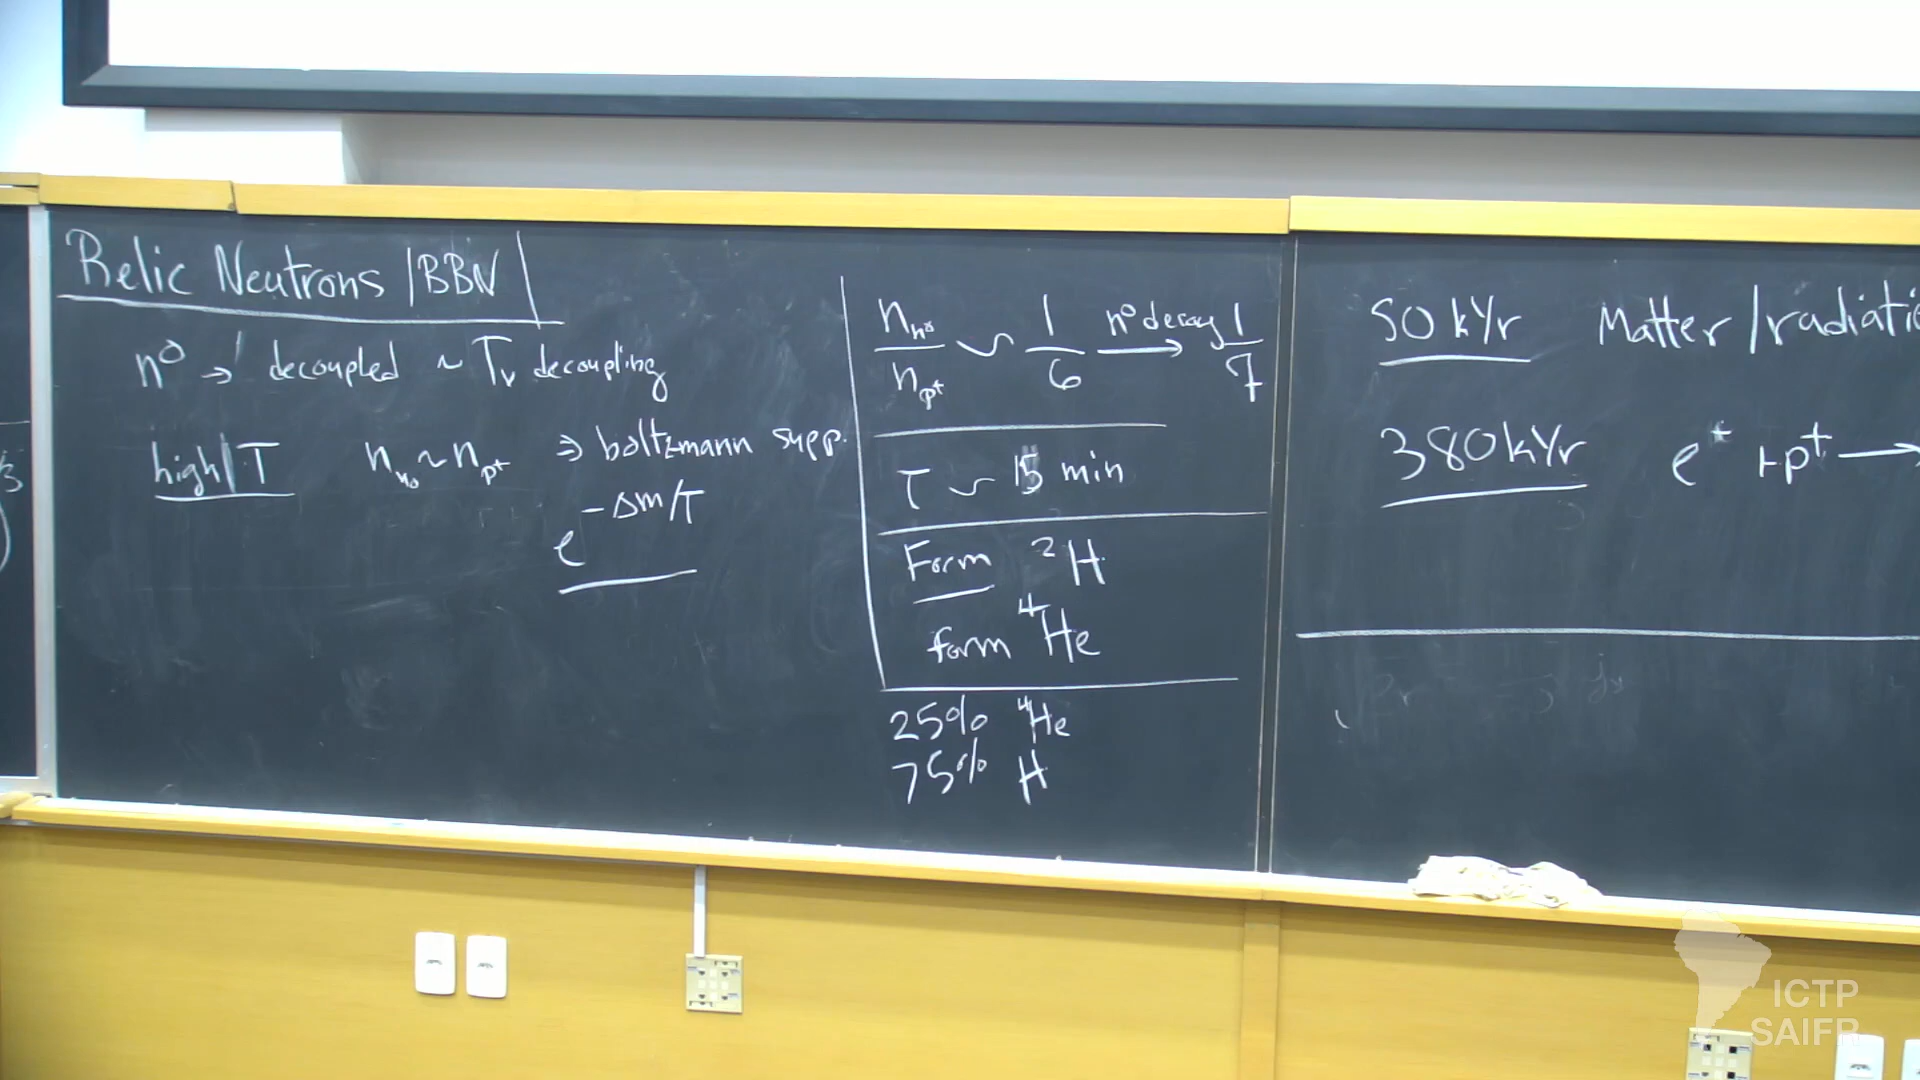 Relic Neutrons / BBN
n⁰ → decoupled ~ Tᵥ decoupling
high T n_n⁰ ~ n_p⁺ ⇒ boltzmann supp.
e^(-Δm/T)
n_n⁰ / n_p⁺ ~ 1/6 n⁰ decay → 1/7
τ ~ 15 min
Form ²H
form ⁴He
25% ⁴He
75% H
50 kYr Matter / radiati
380 kYr e⁺ + p⁺ →
ICTP
SAIFR